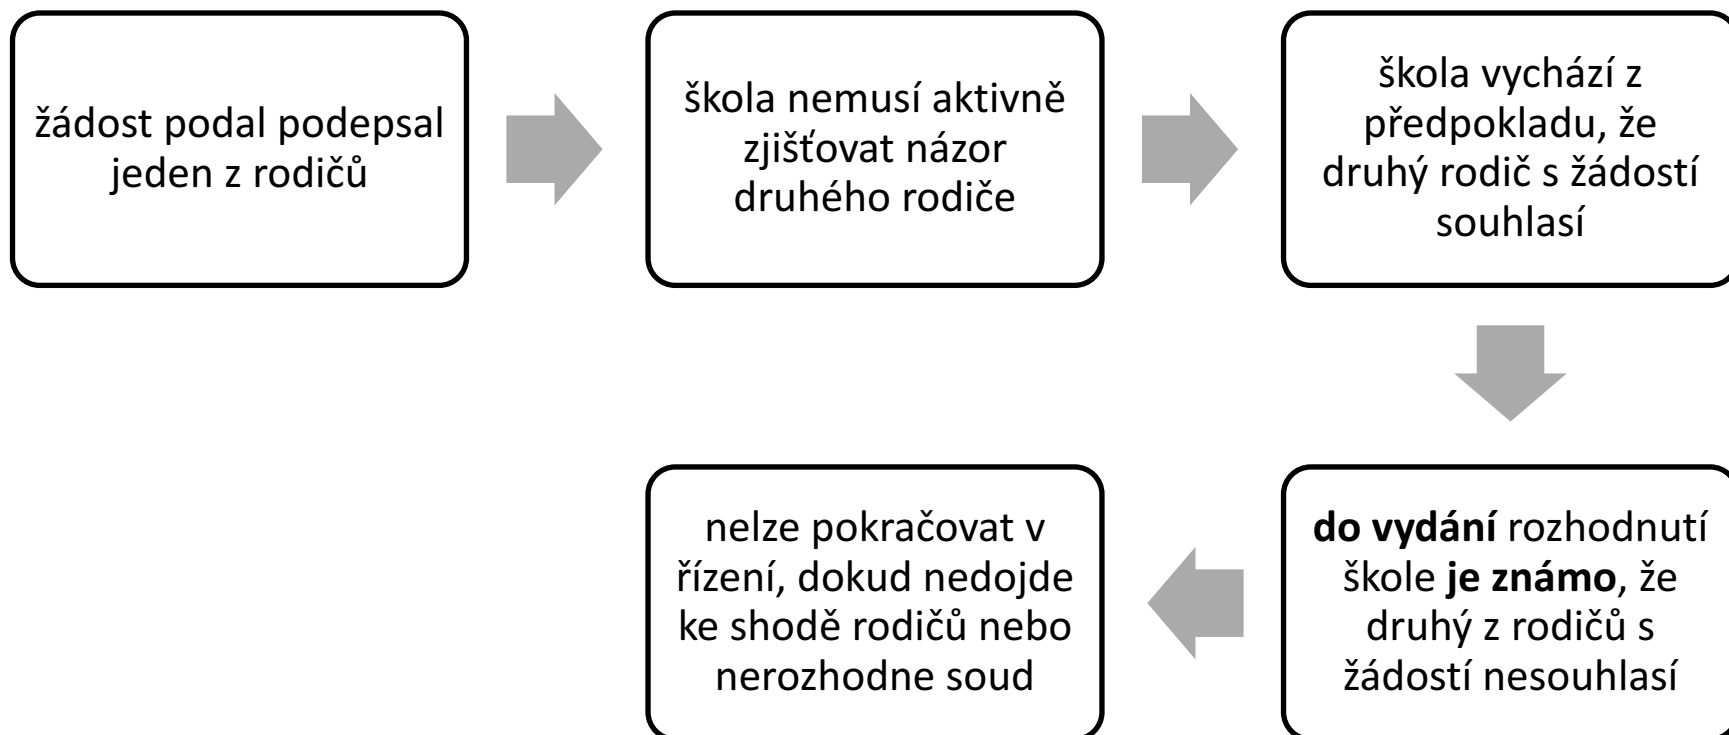 žádost podal podepsal
jeden z rodičů
škola nemusí aktivně
zjišťovat názor
druhého rodiče
škola vychází z
předpokladu, že
druhý rodič s žádostí
souhlasí
do vydání rozhodnutí
škole je známo, že
druhý z rodičů s
žádostí nesouhlasí
nelze pokračovat v
řízení, dokud nedojde
ke shodě rodičů nebo
nerozhodne soud